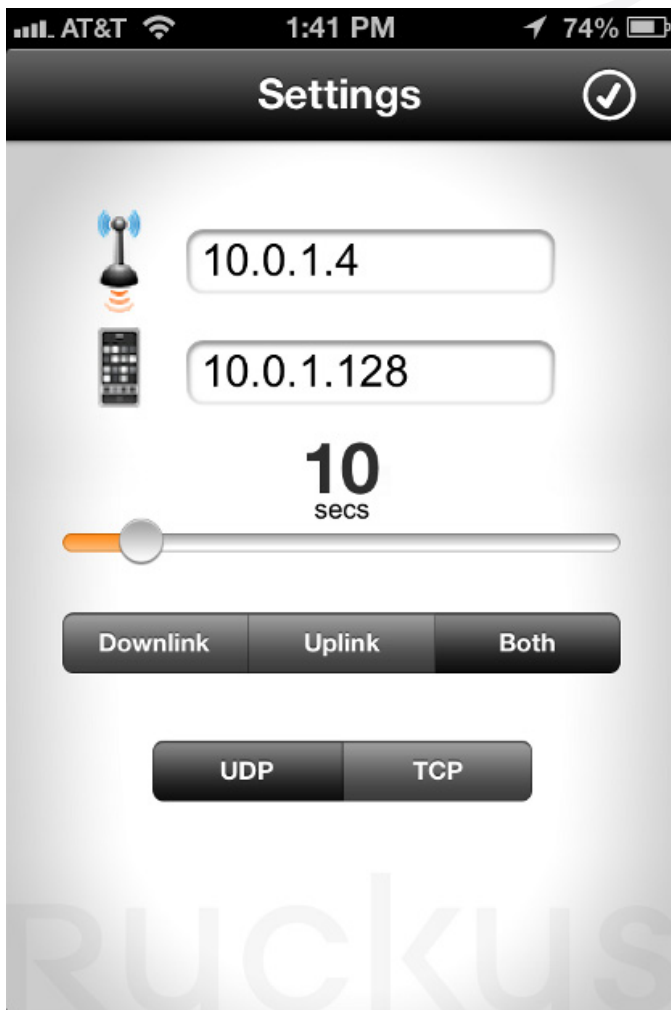 AT&T 1:41 PM 74%
Settings
10.0.1.4
10.0.1.128
10
secs
Downlink Uplink Both
UDP TCP
RUCKUS